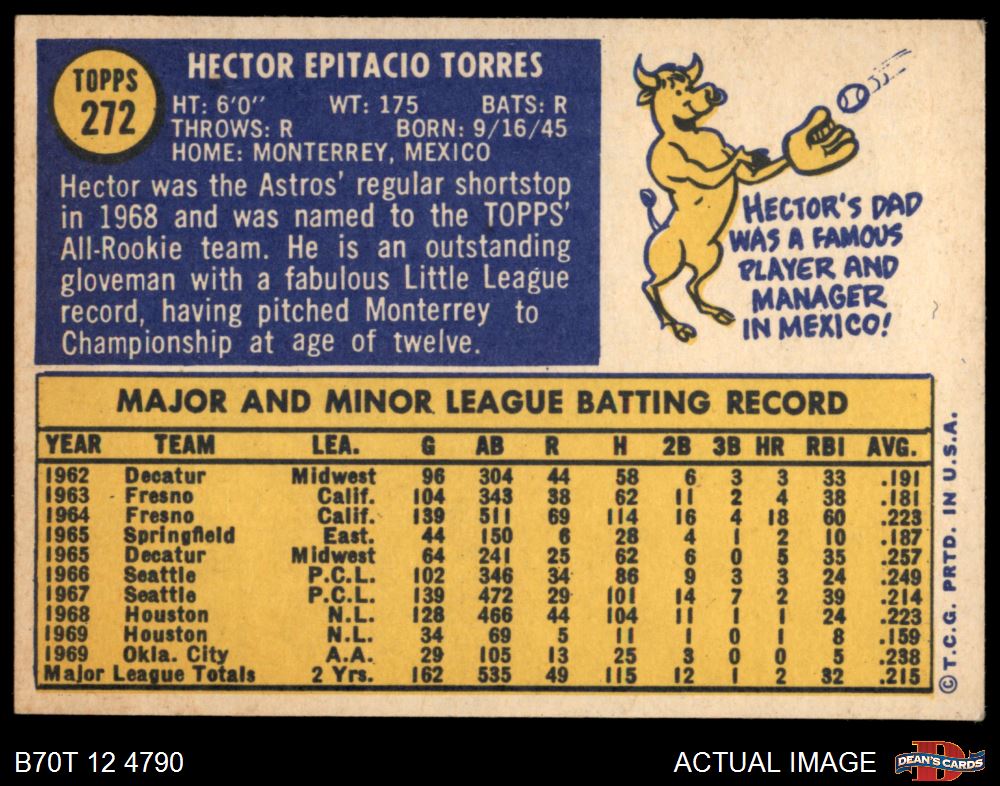 TOPPS
272
HECTOR EPITACIO TORRES
HT: 6'0" WT: 175 BATS: R
THROWS: R BORN: 9/16/45
HOME: MONTERREY, MEXICO
Hector was the Astros' regular shortstop
in 1968 and was named to the TOPPS'
All-Rookie team. He is an outstanding
gloveman with a fabulous Little League
record, having pitched Monterrey to
Championship at age of twelve.
HECTOR'S DAD
WAS A FAMOUS
PLAYER AND
MANAGER
IN MEXICO!
MAJOR AND MINOR LEAGUE BATTING RECORD
YEAR TEAM LEA. G AB R H 2B 3B HR RBI AVG.
1962 Decatur Midwest 96 304 44 58 6 3 3 33 .191
1963 Fresno Calif. 104 343 38 62 11 2 4 38 .181
1964 Fresno Calif. 139 511 69 114 16 4 18 60 .223
1965 Springfield East. 44 150 6 28 4 1 2 10 .187
1965 Decatur Midwest 64 241 25 62 6 0 5 35 .257
1966 Seattle P.C.L. 102 346 34 86 9 3 3 24 .249
1967 Seattle P.C.L. 139 472 29 101 14 7 2 39 .214
1968 Houston N.L. 128 466 44 104 11 1 1 24 .223
1969 Houston N.L. 34 69 5 11 1 0 1 8 .159
1969 Okla. City A.A. 29 105 13 25 3 0 0 5 .238
Major League Totals 2 Yrs. 162 535 49 115 12 1 2 32 .215
© T.C.G. PRTD. IN U.S.A.
B70T 12 4790
ACTUAL IMAGE
DEAN'S CARDS